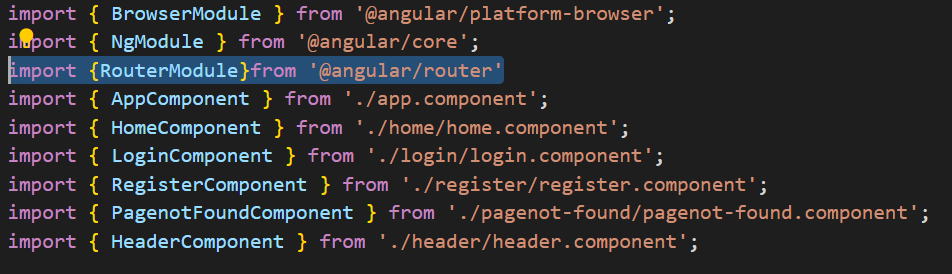 import { BrowserModule } from '@angular/platform-browser';
import { NgModule } from '@angular/core';
import {RouterModule}from '@angular/router'
import { AppComponent } from './app.component';
import { HomeComponent } from './home/home.component';
import { LoginComponent } from './login/login.component';
import { RegisterComponent } from './register/register.component';
import { PagenotFoundComponent } from './pagenot-found/pagenot-found.component';
import { HeaderComponent } from './header/header.component';